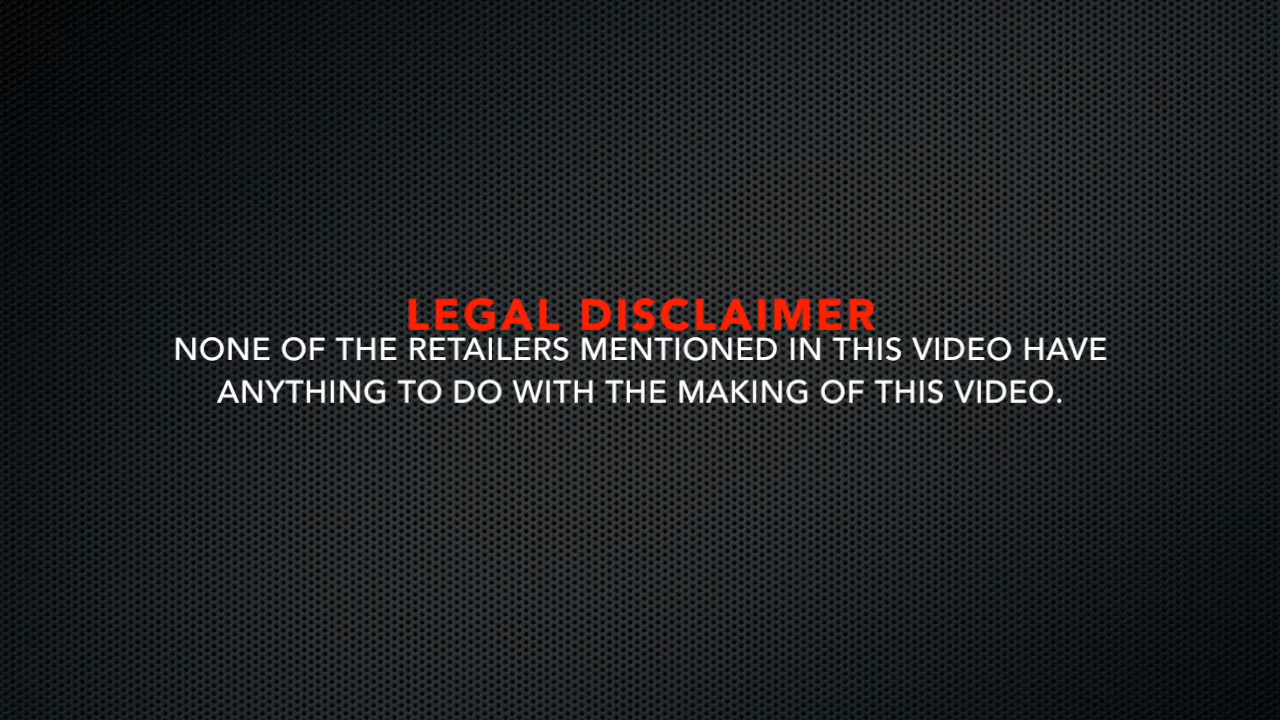 LEGAL DISCLAIMER
NONE OF THE RETAILERS MENTIONED IN THIS VIDEO HAVE
ANYTHING TO DO WITH THE MAKING OF THIS VIDEO.